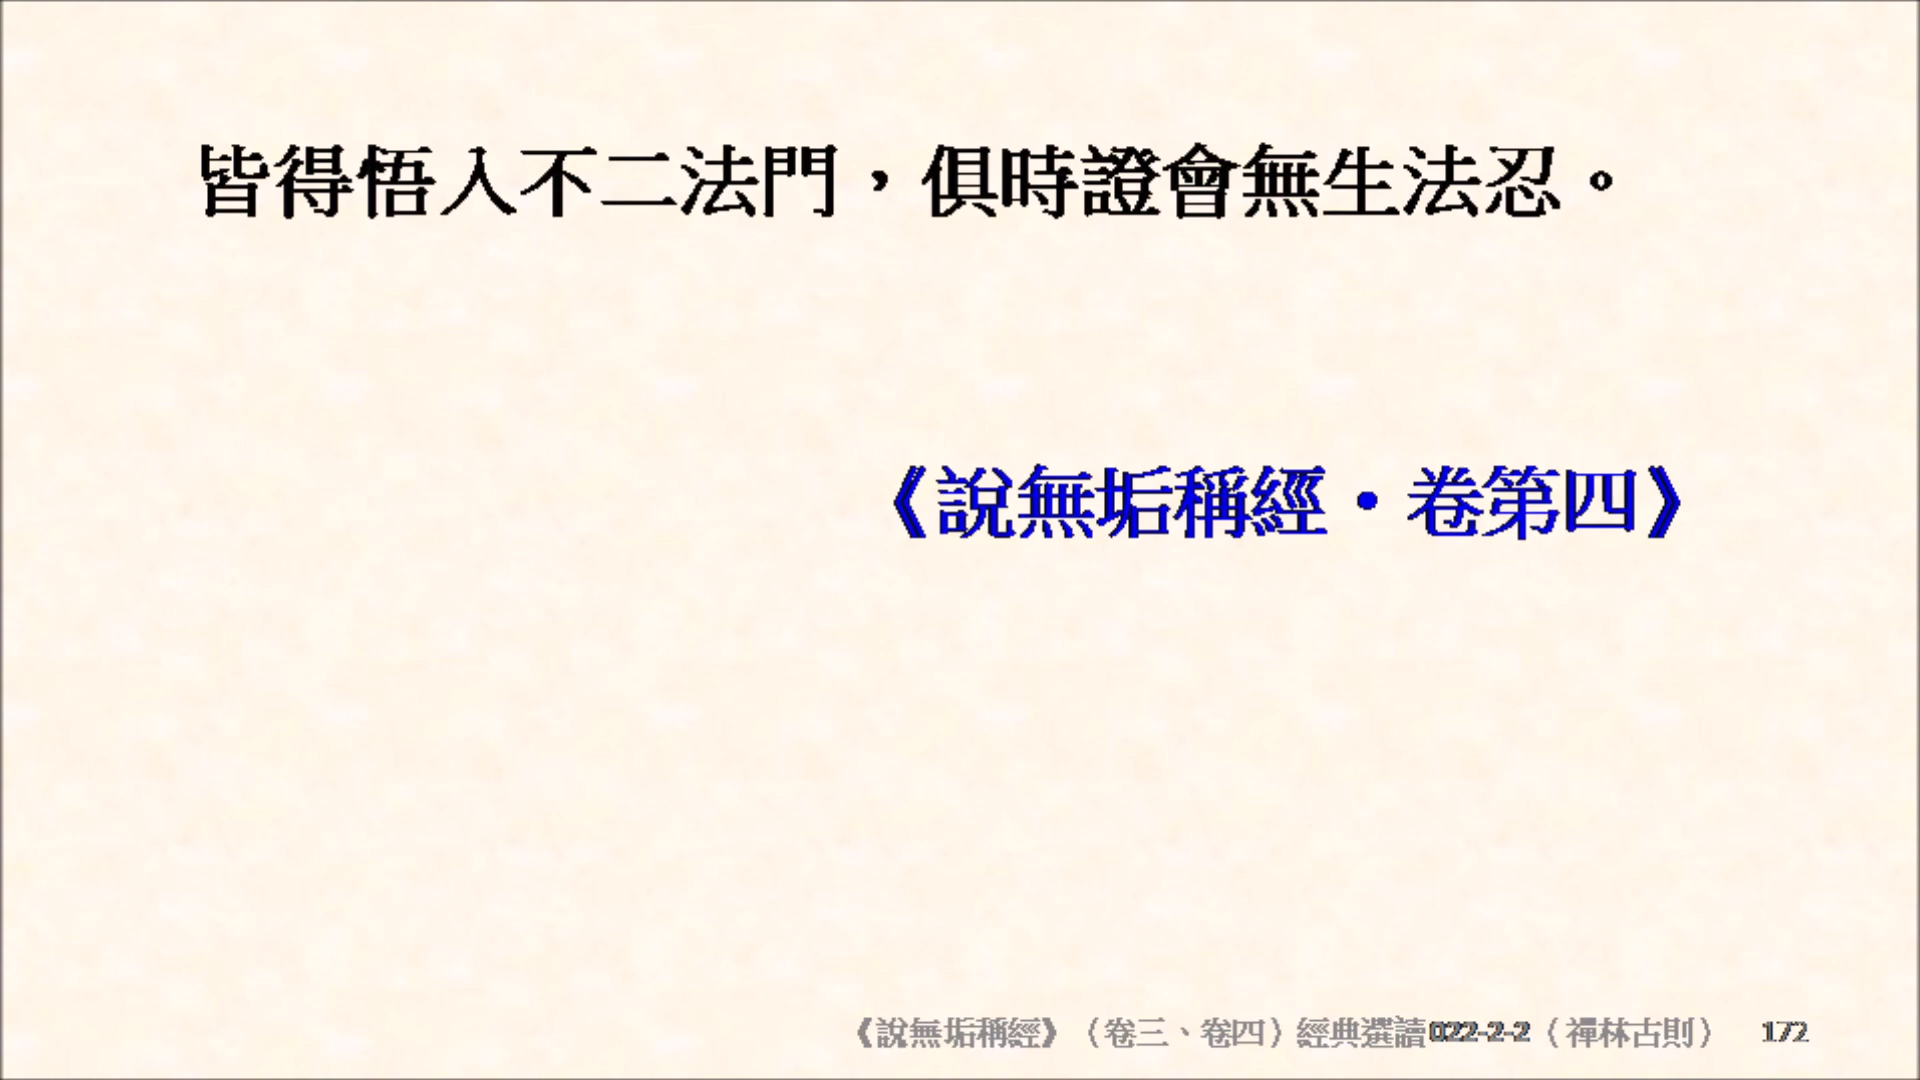 皆得悟入不二法門，俱時證會無生法忍。
《說無垢稱經・卷第四》
《說無垢稱經》（卷三、卷四）經典選讀022-2-2（禪林古則） 172